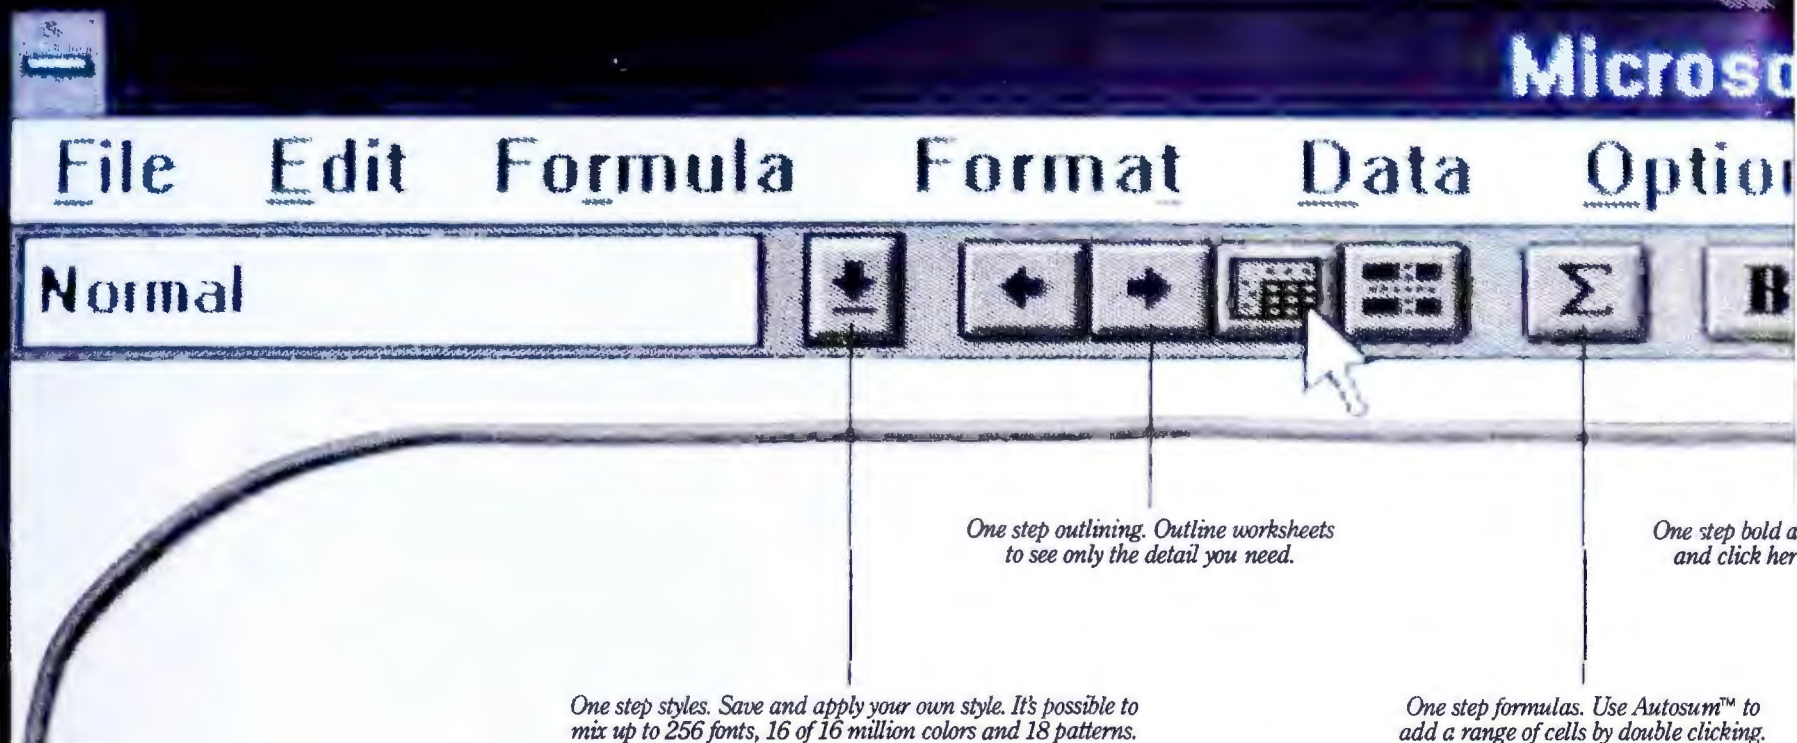 Microso
File Edit Formula Format Data Option
Normal
Σ B
One step outlining. Outline worksheets
to see only the detail you need.
One step bold a
and click her
One step styles. Save and apply your own style. It's possible to
mix up to 256 fonts, 16 of 16 million colors and 18 patterns.
One step formulas. Use Autosum™ to
add a range of cells by double clicking.